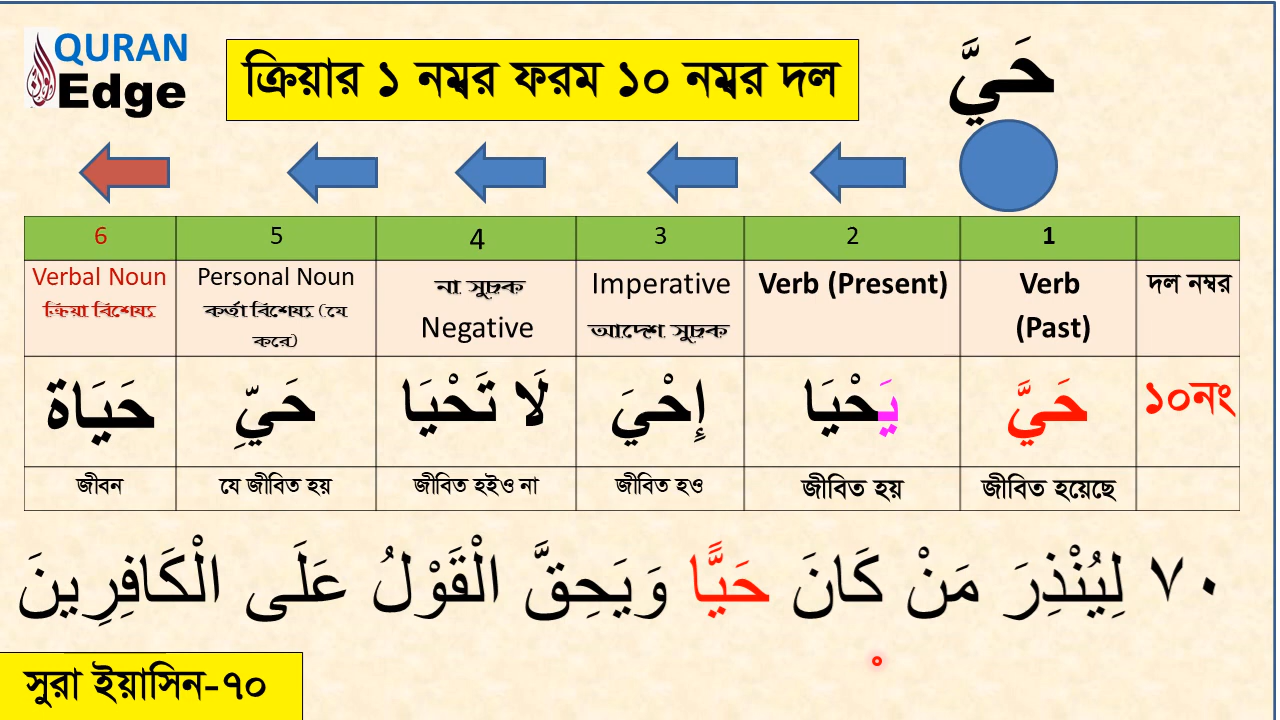 QURAN
Edge
ক্রিয়ার ১ নম্বর ফরম ১০ নম্বর দল
حَيَّ
6 5 4 3 2 1
Verbal Noun
ক্রিয়া বিশেষ্য
Personal Noun
কর্তা বিশেষ্য (যে
করে)
না সুচক
Negative
Imperative
আদেশ সুচক
Verb (Present)
Verb
(Past)
দল নম্বর
১০নং حَيَّ يَحْيَا إِحْيَ لَا تَحْيَا حَيٍّ حَيَاة
জীবন যে জীবিত হয় জীবিত হইও না জীবিত হও জীবিত হয় জীবিত হয়েছে
٧٠ لِيُنْذِرَ مَنْ كَانَ حَيًّا وَيَحِقَّ الْقَوْلُ عَلَى الْكَافِرِينَ
সুরা ইয়াসিন-৭০